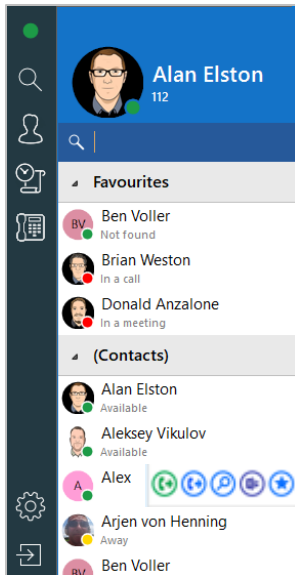 Alan Elston
112
Favourites
BV
Ben Voller
Not found
Brian Weston
In a call
Donald Anzalone
In a meeting
(Contacts)
Alan Elston
Available
Aleksey Vikulov
Available
A
Alex
Arjen von Henning
Away
BV
Ben Voller